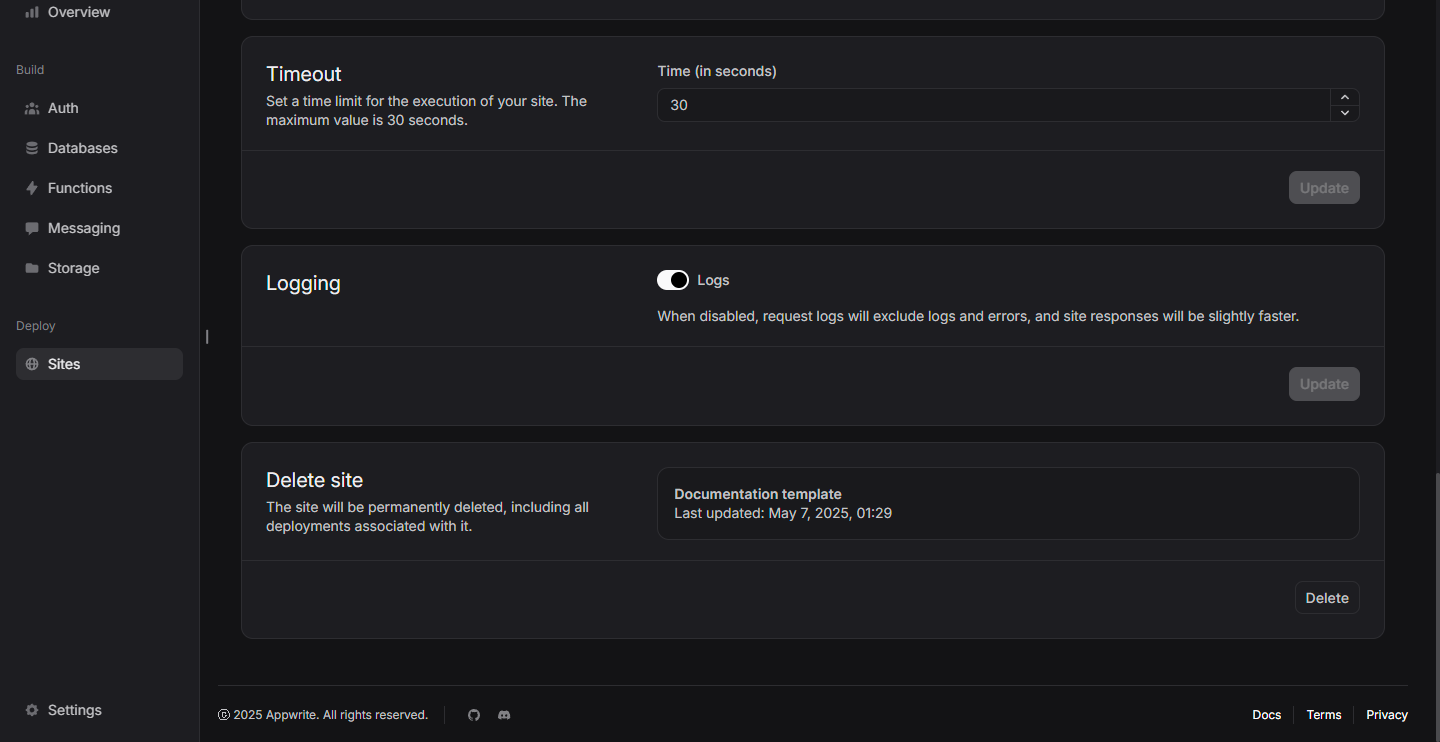 Overview
Build
Auth
Databases
Functions
Messaging
Storage
Deploy
Sites
Settings
Timeout
Set a time limit for the execution of your site. The
maximum value is 30 seconds.
Time (in seconds)
30
Update
Logging
Logs
When disabled, request logs will exclude logs and errors, and site responses will be slightly faster.
Update
Delete site
The site will be permanently deleted, including all
deployments associated with it.
Documentation template
Last updated: May 7, 2025, 01:29
Delete
© 2025 Appwrite. All rights reserved.
Docs
Terms
Privacy